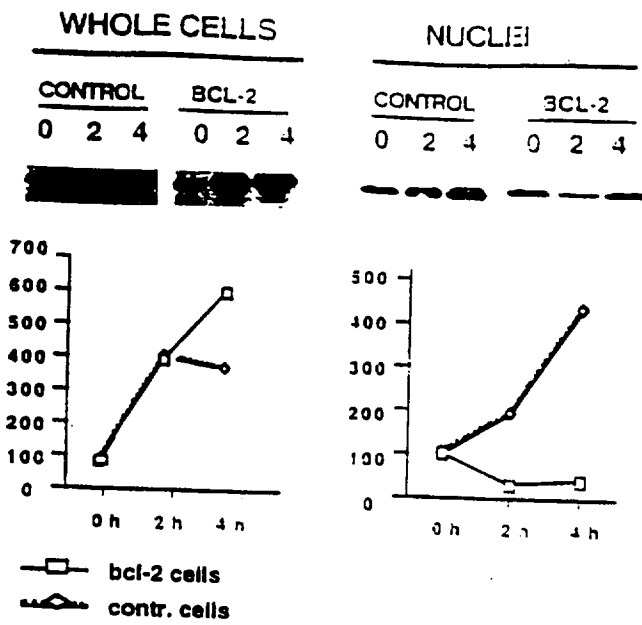 WHOLE CELLS
CONTROL BCL-2
0 2 4 0 2 4
700
600
500
400
300
200
100
0
0 h 2 h 4 h
NUCLEI
CONTROL BCL-2
0 2 4 0 2 4
500
400
300
200
100
0
0 h 2 h 4 h
bcl-2 cells
contr. cells